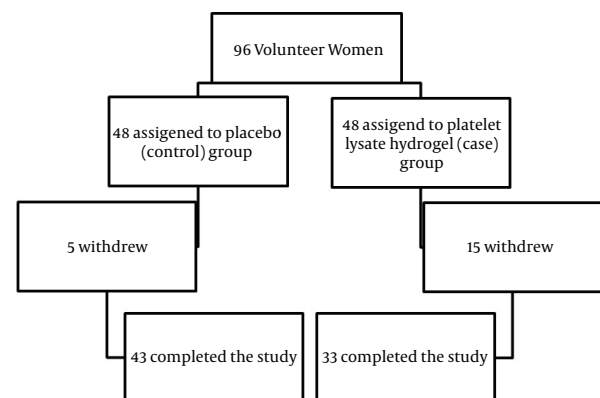 96 Volunteer Women
48 assigened to placebo
(control) group
48 assigend to platelet
lysate hydrogel (case)
group
5 withdrew
15 withdrew
43 completed the study
33 completed the study